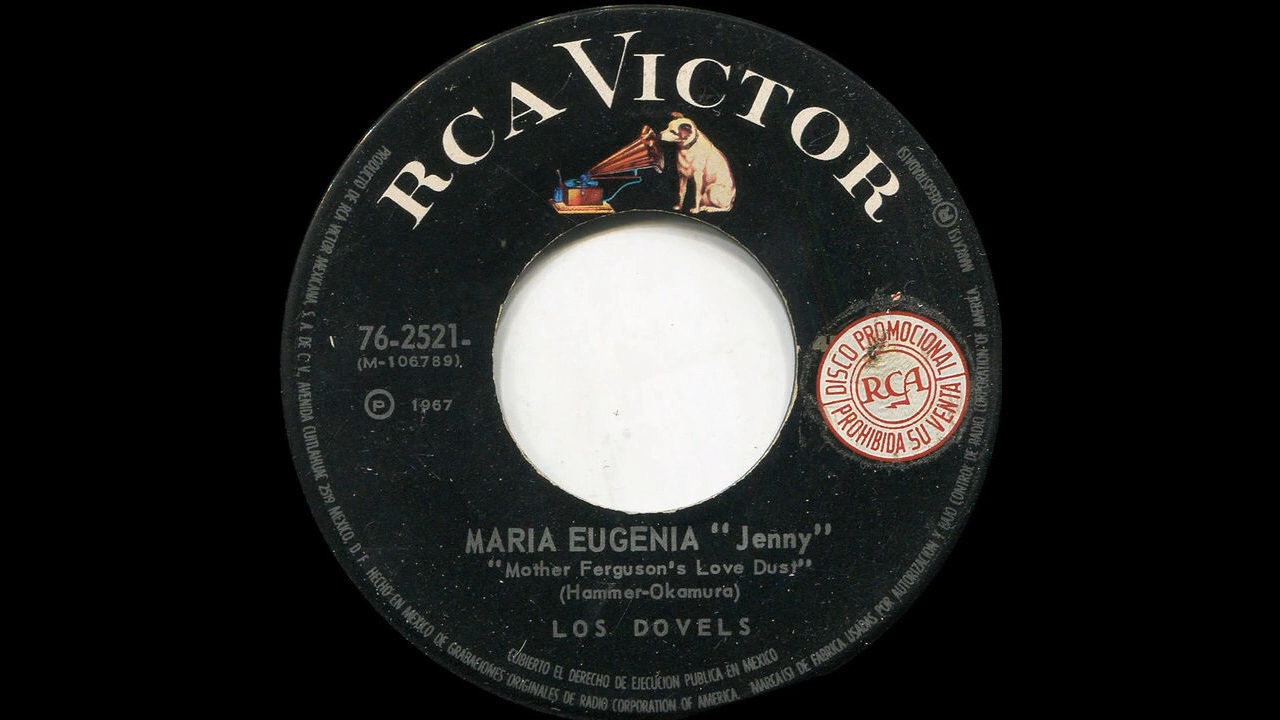 RCA VICTOR
76-2521-
(M-106789)
Ⓟ 1967
DISCO PROMOCIONAL
RCA
PROHIBIDA SU VENTA
MARIA EUGENIA "Jenny"
"Mother Ferguson's Love Dust"
(Hammer-Okamura)
LOS DOVELS
CUBIERTO EL DERECHO DE EJECUCION PUBLICA EN MEXICO
PRODUCTO DE RCA VICTOR MEXICANA, S. A. DE C. V., AVENIDA CUITLAHUAC 2519 MEXICO, D. F. HECHO EN MEXICO DE GRABACIONES ORIGINALES DE RADIO CORPORATION OF AMERICA. MARCA(S) DE FABRICA USADAS POR AUTORIZACION Y BAJO CONTROL DE RADIO CORPORATION OF AMERICA. MARCA(S) Ⓡ REGISTRADA(S)